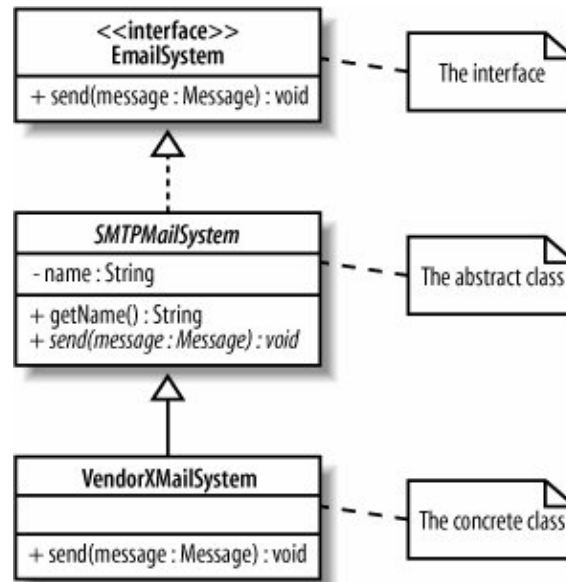 <<interface>>
EmailSystem
The interface
+ send(message : Message) : void
SMTPMailSystem
- name : String
The abstract class
+ getName() : String
+ send(message : Message) : void
VendorXMailSystem
The concrete class
+ send(message : Message) : void